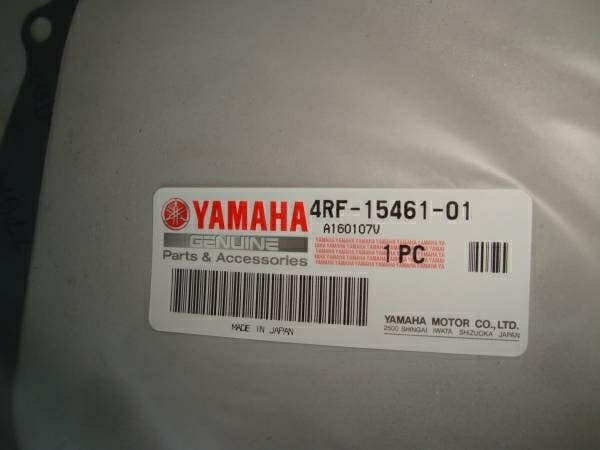 YAMAHA
GENUINE
Parts & Accessories
4RF-15461-01
A160107V
1 PC
MADE IN JAPAN
YAMAHA MOTOR CO.,LTD.
2500 SHINGAI IWATA SHIZUOKA JAPAN